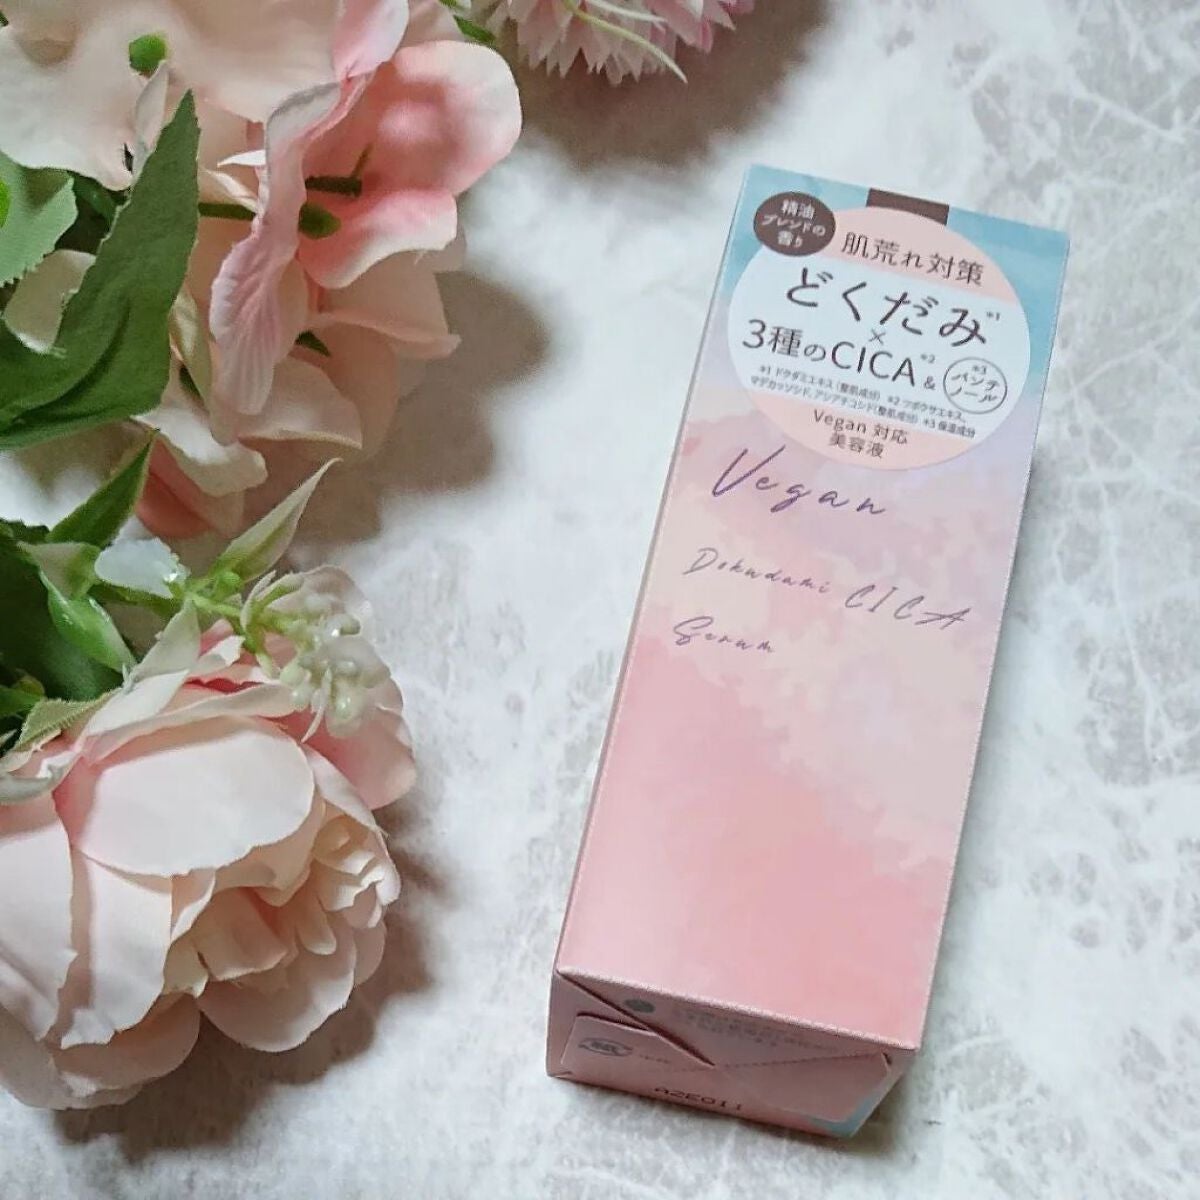 精油
ブレンドの
香り
肌荒れ対策
どくだみ*1
×
3種のCICA*2 & *3パンテノール
*1 ドクダミエキス（整肌成分） *2 ツボクサエキス、
マデカッソシド、アシアチコシド(整肌成分) *3 保湿成分
Vegan 対応
美容液
Vegan
Dokudami CICA
Serum
A2E011